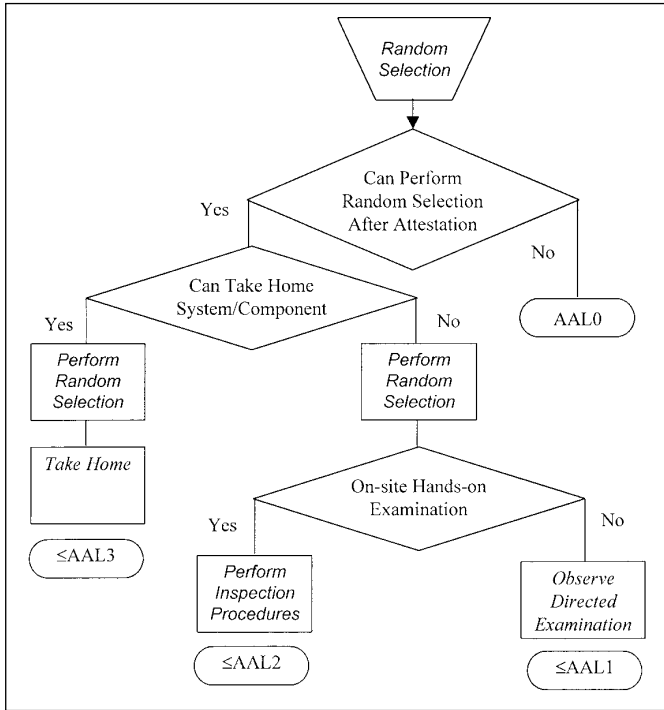 Random
Selection
Can Perform
Random Selection
After Attestation
Yes
No
Can Take Home
System/Component
AAL0
Yes
No
Perform
Random
Selection
Perform
Random
Selection
Take Home
On-site Hands-on
Examination
Yes
No
≤AAL3
Perform
Inspection
Procedures
Observe
Directed
Examination
≤AAL2
≤AAL1